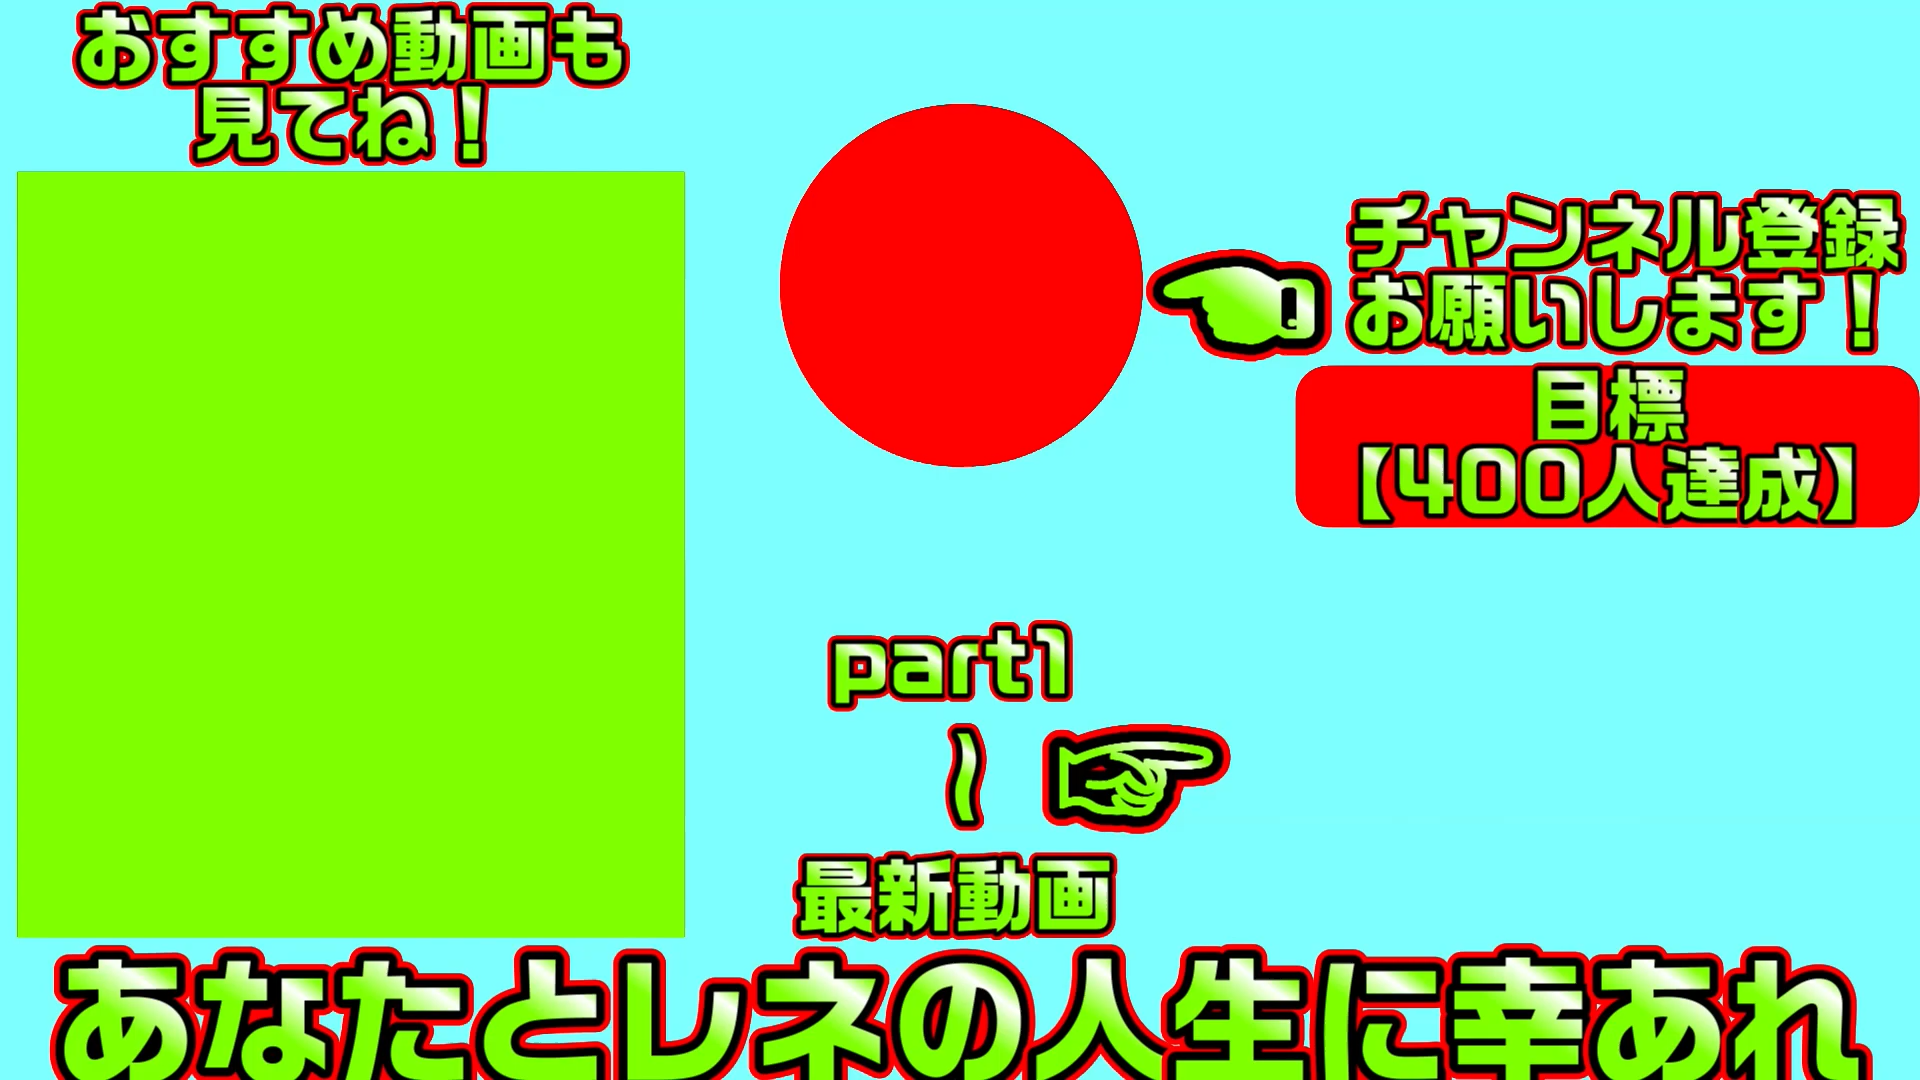 おすすめ動画も
見てね！
チャンネル登録
お願いします！
目標
【400人達成】
part1
～
最新動画
あなたとレネの人生に幸あれ